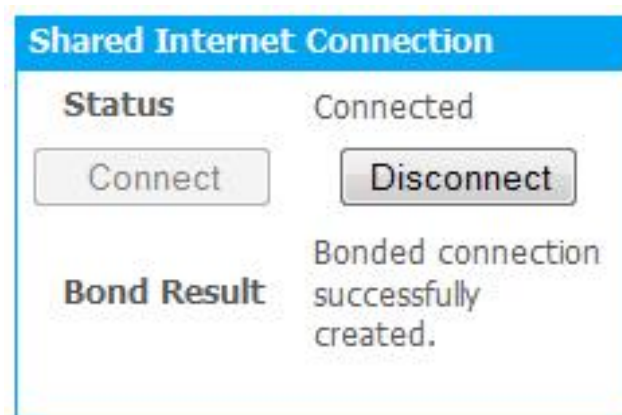 Shared Internet Connection
Status Connected
Connect Disconnect
Bond Result Bonded connection
successfully
created.